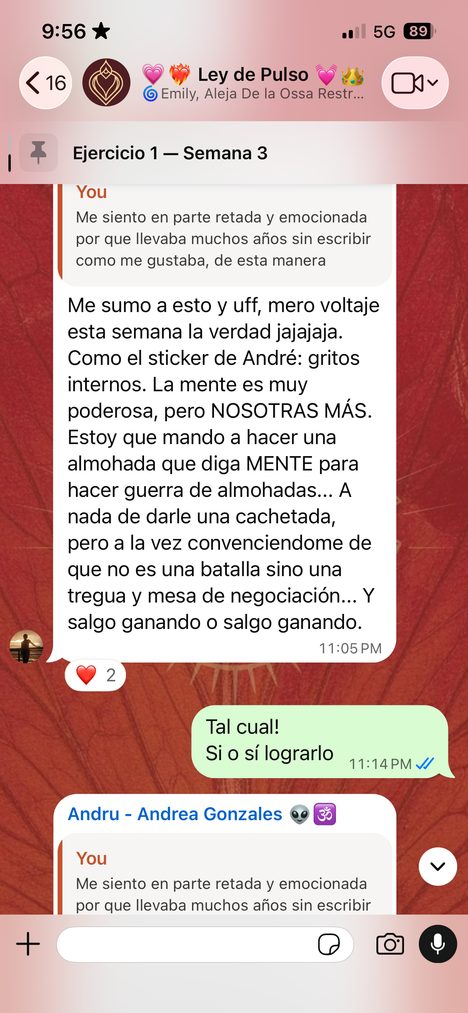 9:56
5G 89
16
Ley de Pulso
Emily, Aleja De la Ossa Restr...
Ejercicio 1 — Semana 3
You
Me siento en parte retada y emocionada
por que llevaba muchos años sin escribir
como me gustaba, de esta manera
Me sumo a esto y uff, mero voltaje
esta semana la verdad jajajaja.
Como el sticker de André: gritos
internos. La mente es muy
poderosa, pero NOSOTRAS MÁS.
Estoy que mando a hacer una
almohada que diga MENTE para
hacer guerra de almohadas... A
nada de darle una cachetada,
pero a la vez convenciendome de
que no es una batalla sino una
tregua y mesa de negociación... Y
salgo ganando o salgo ganando.
11:05 PM
2
Tal cual!
Si o sí lograrlo
11:14 PM
Andru - Andrea Gonzales 👽🕉️
You
Me siento en parte retada y emocionada
por que llevaba muchos años sin escribir